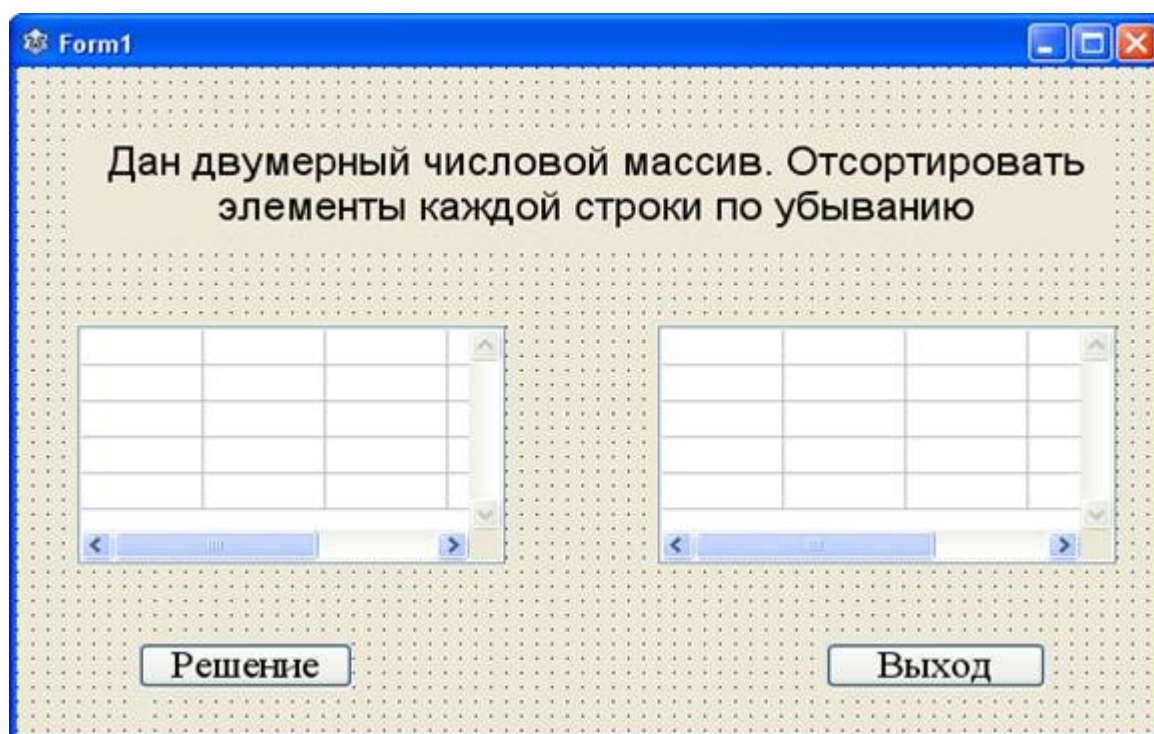 Form1
Дан двумерный числовой массив. Отсортировать
элементы каждой строки по убыванию
Решение
Выход